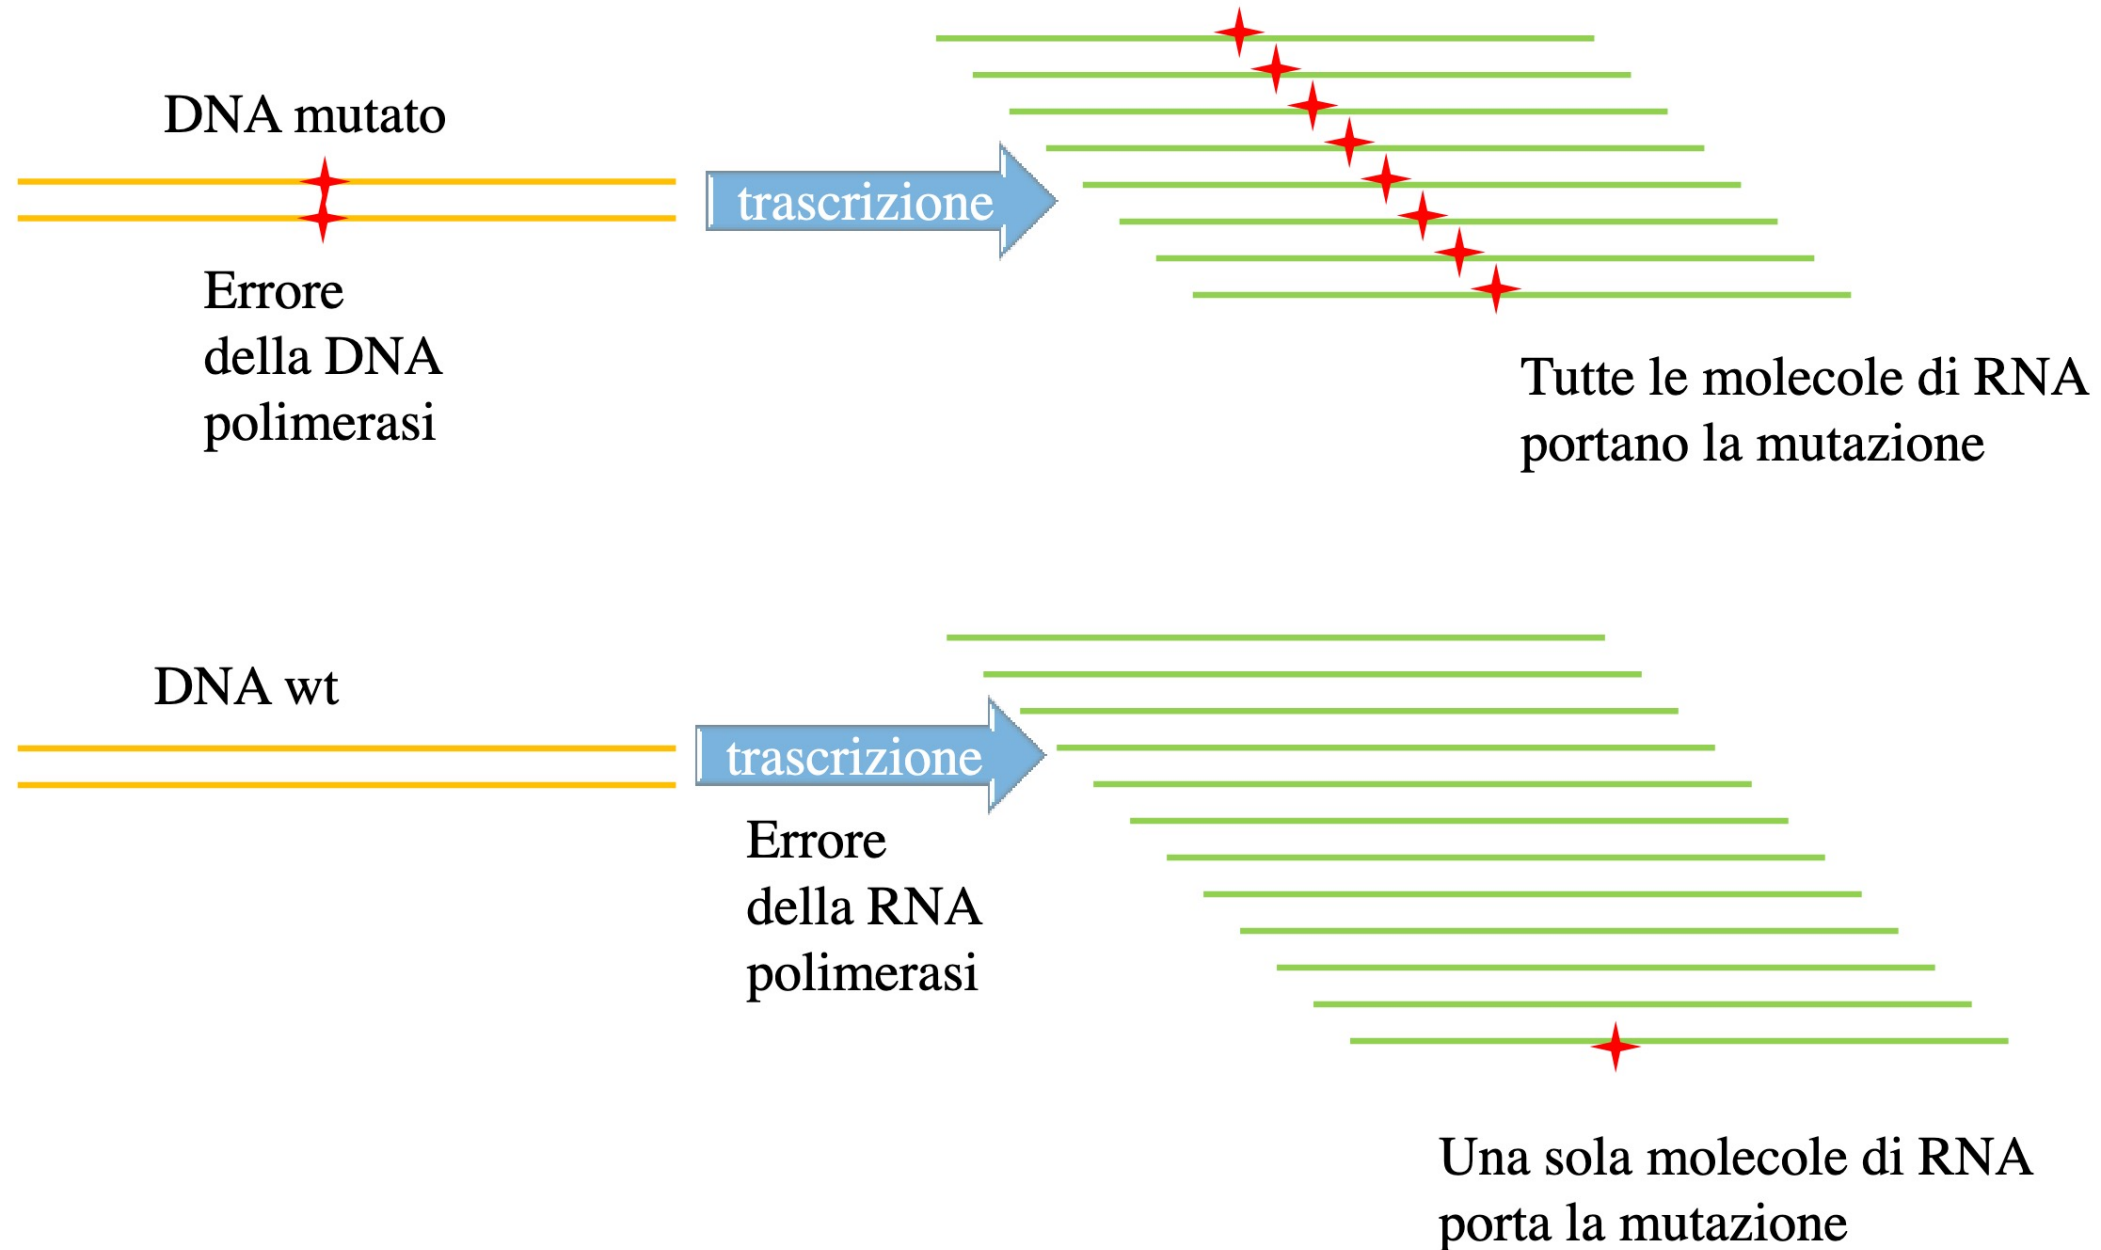 DNA mutato
trascrizione
Errore
della DNA
polimerasi
Tutte le molecole di RNA
portano la mutazione
DNA wt
trascrizione
Errore
della RNA
polimerasi
Una sola molecole di RNA
porta la mutazione